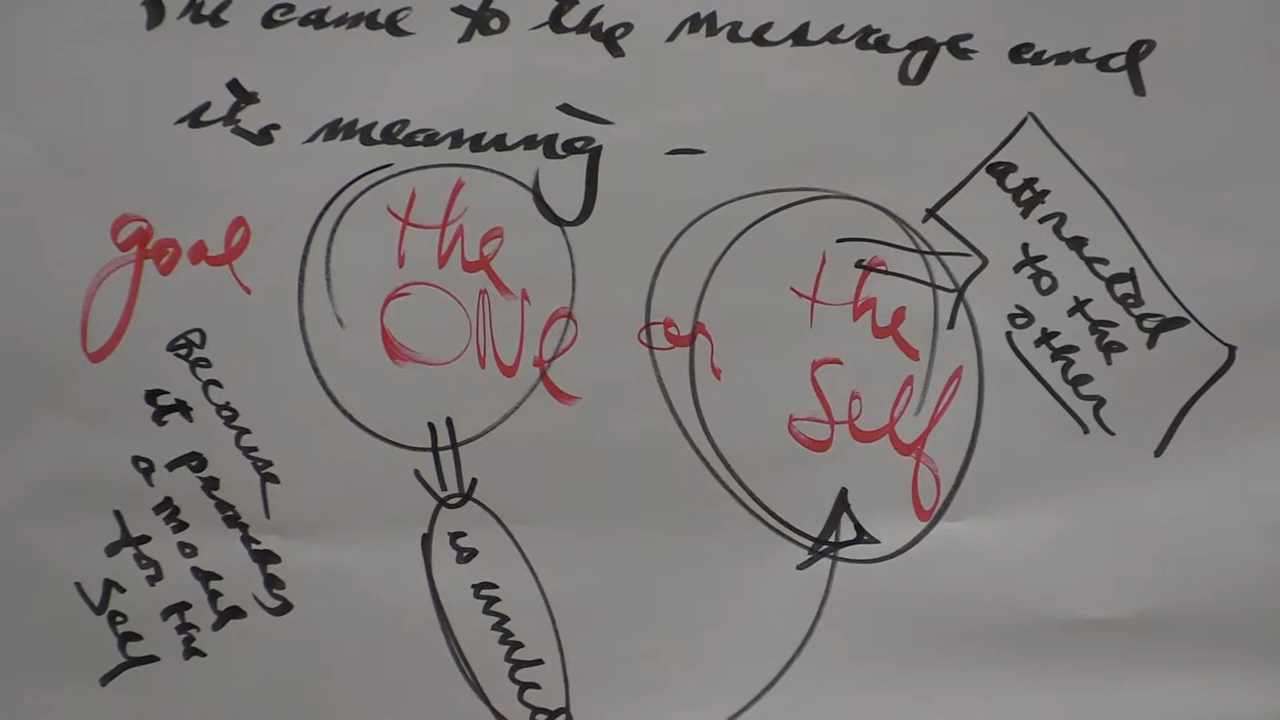 came to the message and
its meaning -
goal
the
ONE
or
the
Self
attracted
to the
other
Because
it provides
a model
for the
Self
is